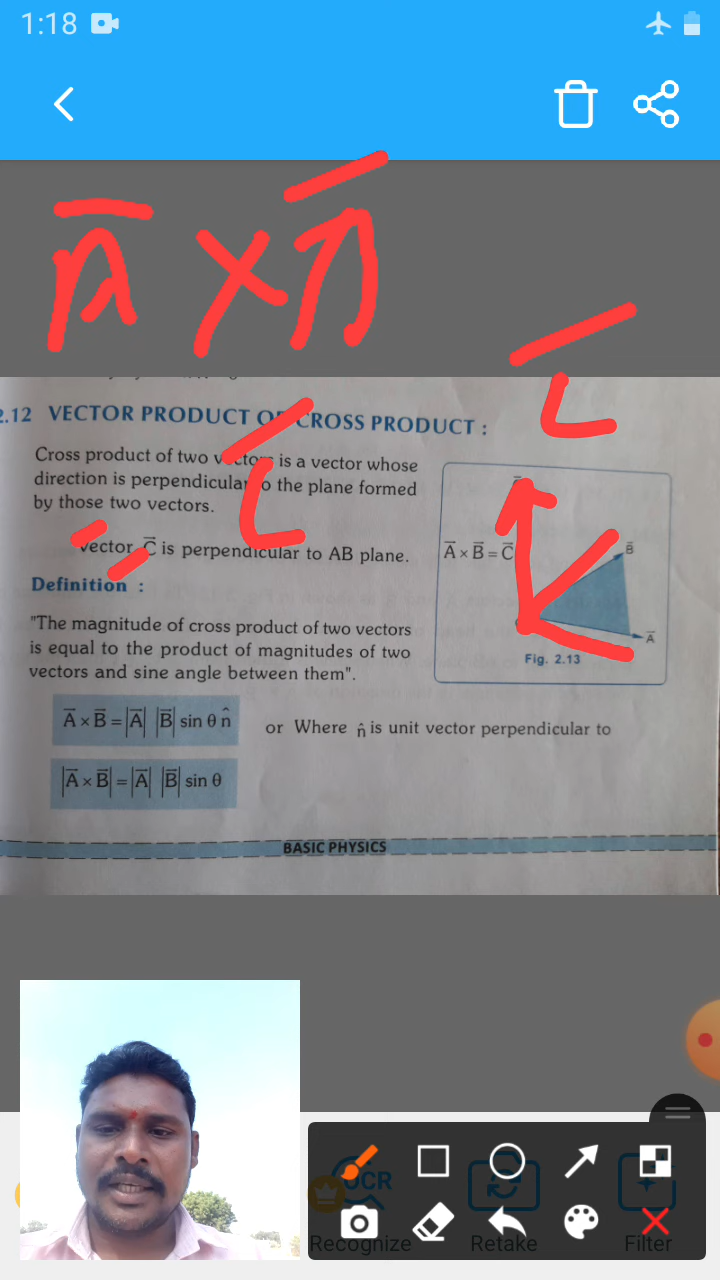 1:18
A × B
C
2.12 VECTOR PRODUCT OF CROSS PRODUCT :
Cross product of two vectors is a vector whose
direction is perpendicular to the plane formed
by those two vectors.
C
Vector C⃗ is perpendicular to AB plane.
A⃗ × B⃗ = C⃗
B⃗
A⃗
Fig. 2.13
Definition :
"The magnitude of cross product of two vectors
is equal to the product of magnitudes of two
vectors and sine angle between them".
A⃗ × B⃗ = |A⃗| |B⃗| sin θ n̂ or Where n̂ is unit vector perpendicular to
|A⃗ × B⃗| = |A⃗| |B⃗| sin θ
BASIC PHYSICS
OCR
Recognize
Retake
Filter